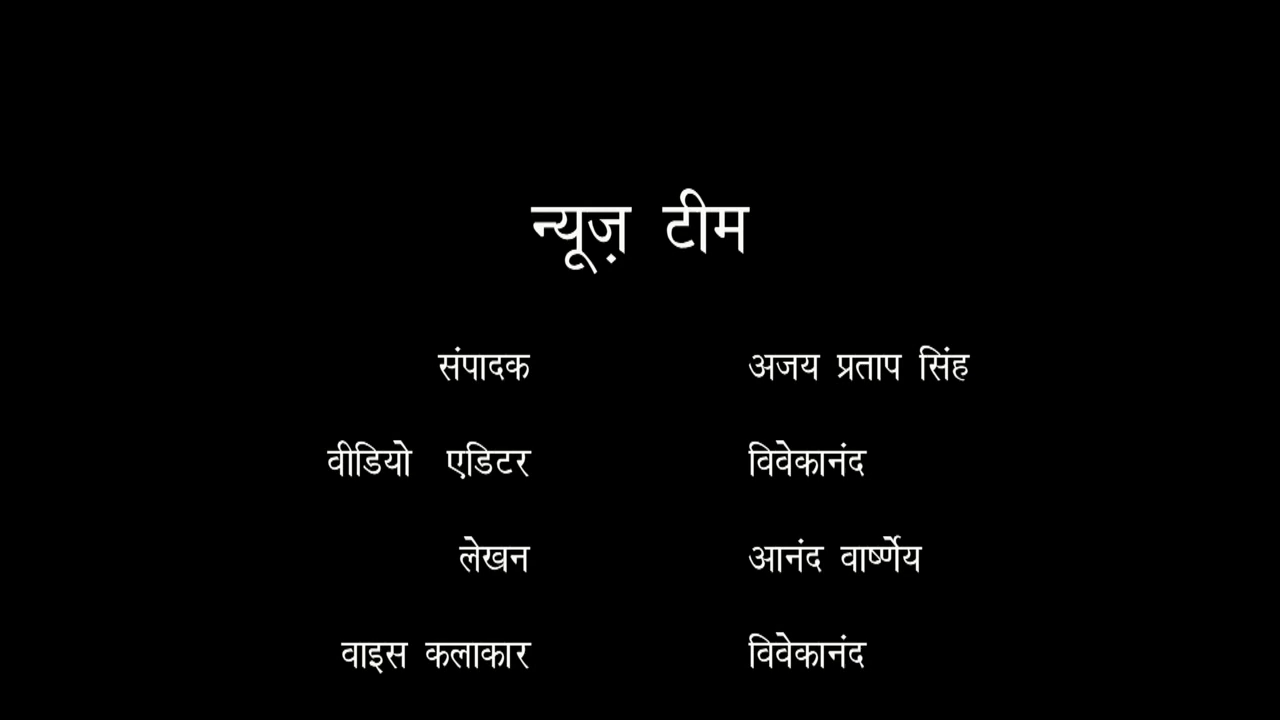 न्यूज़ टीम
संपादक अजय प्रताप सिंह
वीडियो एडिटर विवेकानंद
लेखन आनंद वार्ष्णेय
वाइस कलाकार विवेकानंद